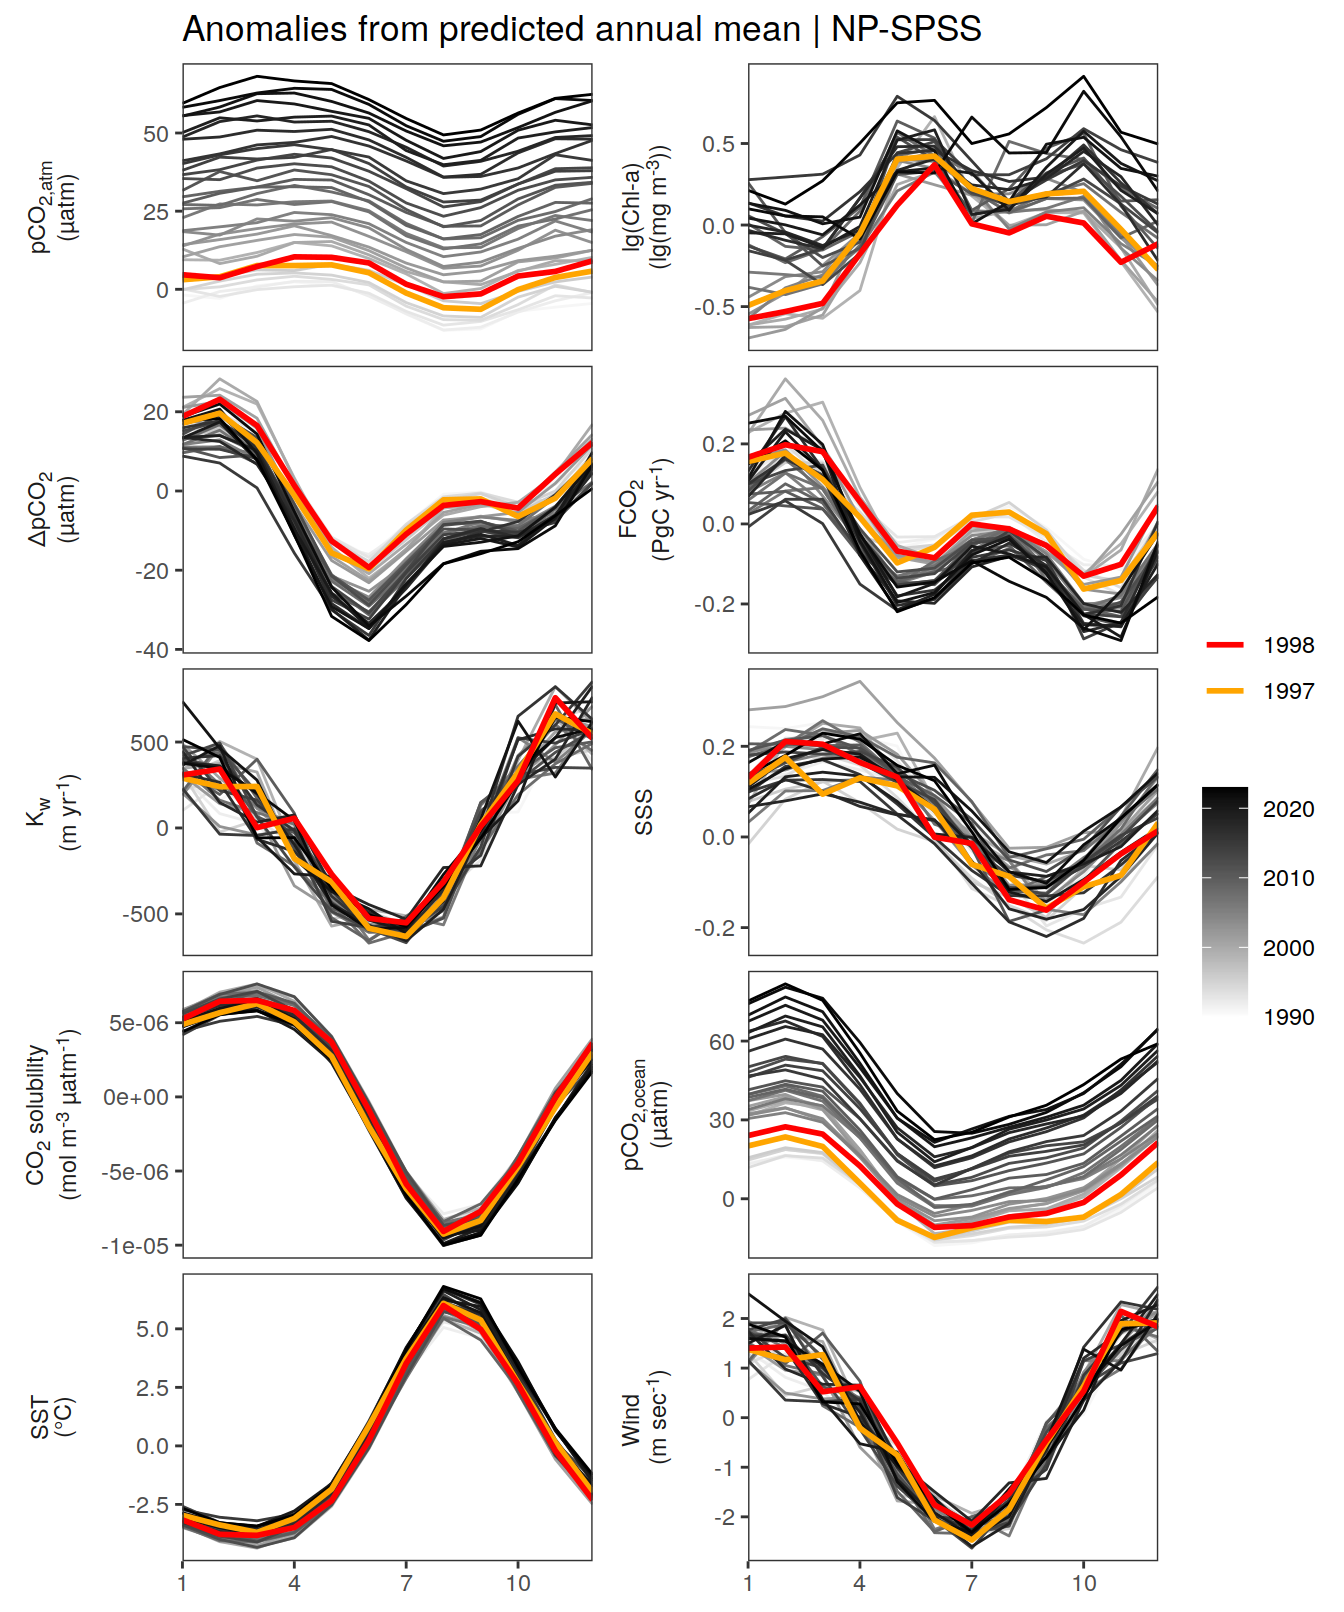 Anomalies from predicted annual mean | NP-SPSS
pCO2,atm
(µatm)
50
25
0
lg(Chl-a)
(lg(mg m-3))
0.5
0.0
-0.5
ΔpCO2
(µatm)
20
0
-20
-40
FCO2
(PgC yr-1)
0.2
0.0
-0.2
Kw
(m yr-1)
500
0
-500
SSS
0.2
0.0
-0.2
CO2 solubility
(mol m-3 µatm-1)
5e-06
0e+00
-5e-06
-1e-05
pCO2,ocean
(µatm)
60
30
0
SST
(°C)
5.0
2.5
0.0
-2.5
1 4 7 10
Wind
(m sec-1)
2
1
0
-1
-2
1 4 7 10
1998
1997
2020
2010
2000
1990